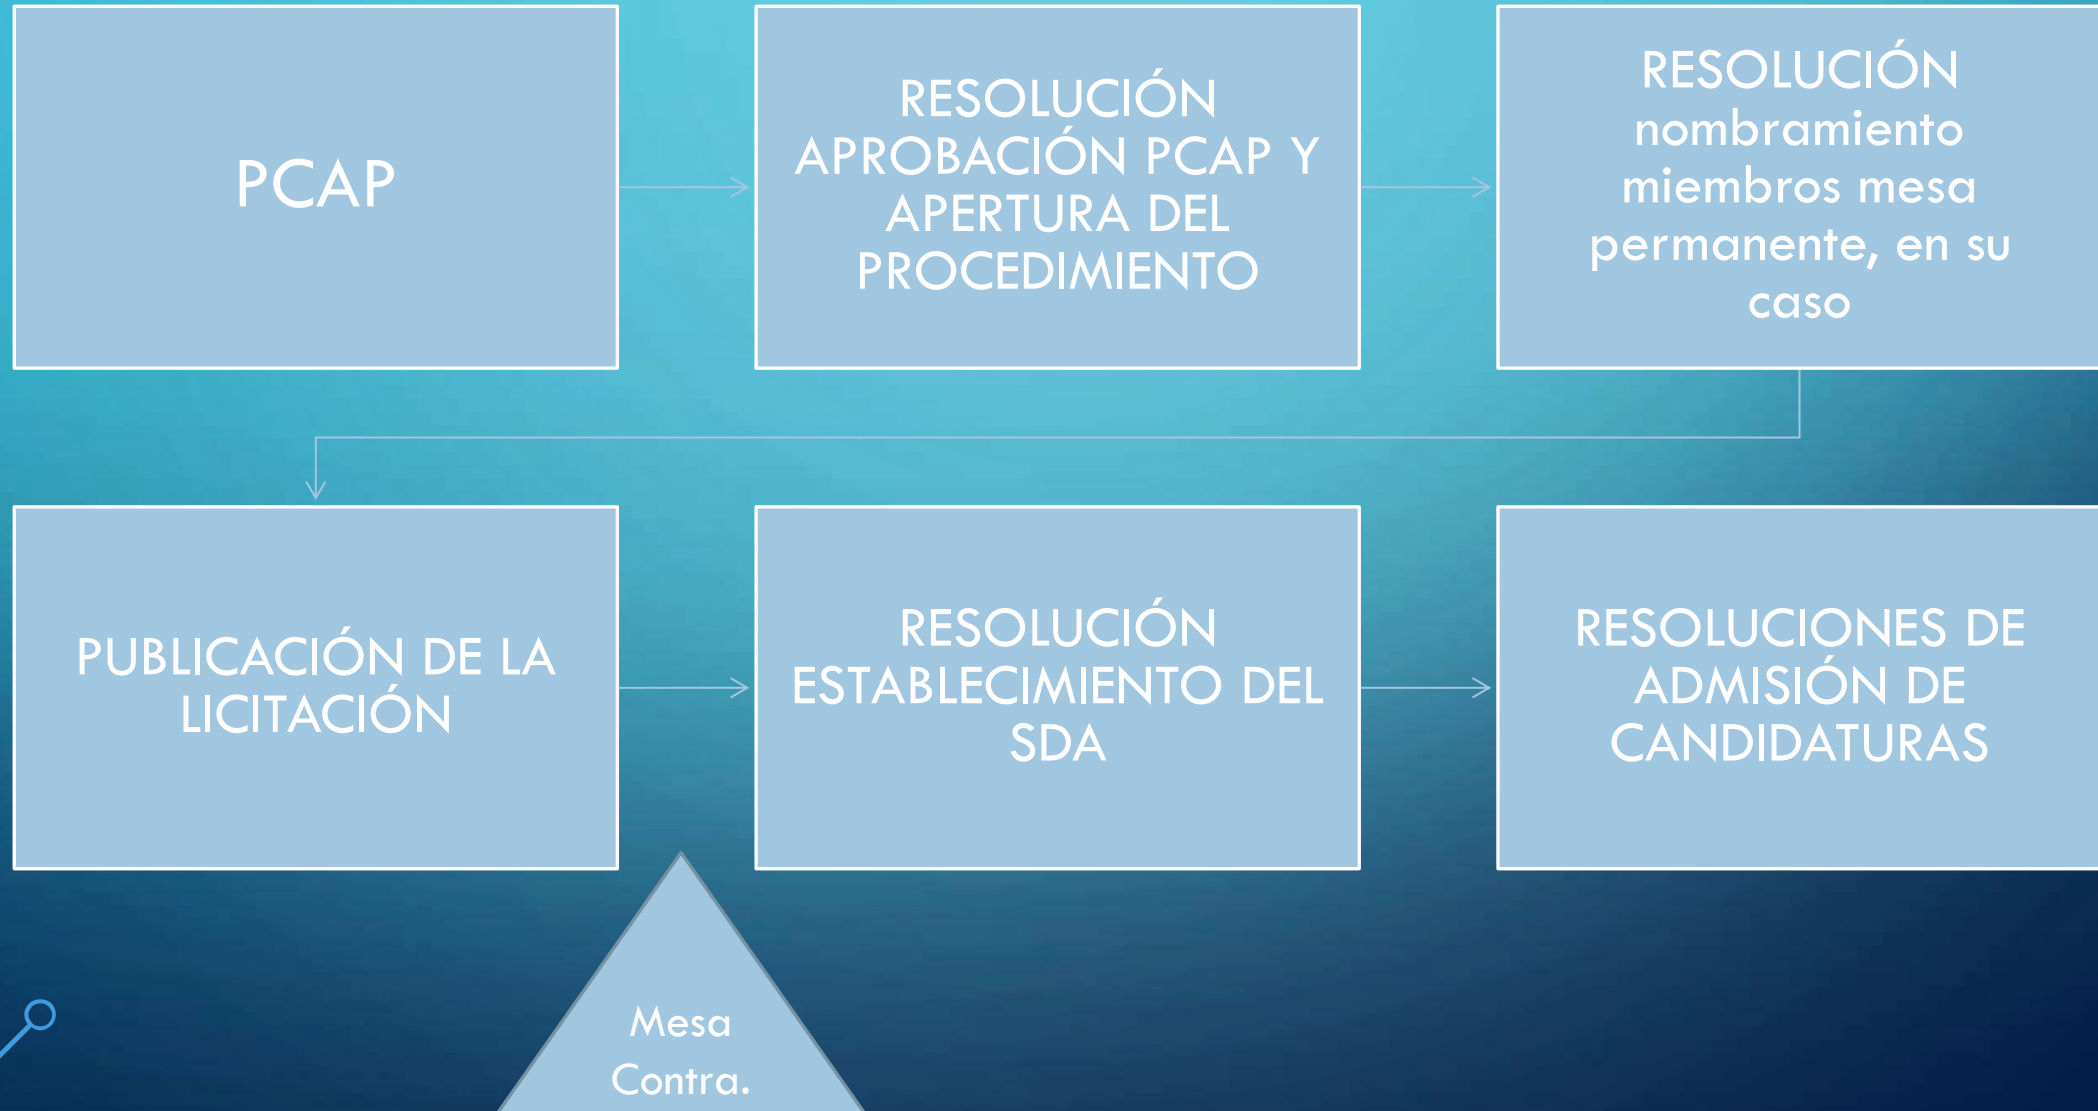 PCAP
RESOLUCIÓN
APROBACIÓN PCAP Y
APERTURA DEL
PROCEDIMIENTO
RESOLUCIÓN
nombramiento
miembros mesa
permanente, en su
caso
PUBLICACIÓN DE LA
LICITACIÓN
RESOLUCIÓN
ESTABLECIMIENTO DEL
SDA
RESOLUCIONES DE
ADMISIÓN DE
CANDIDATURAS
Mesa
Contra.